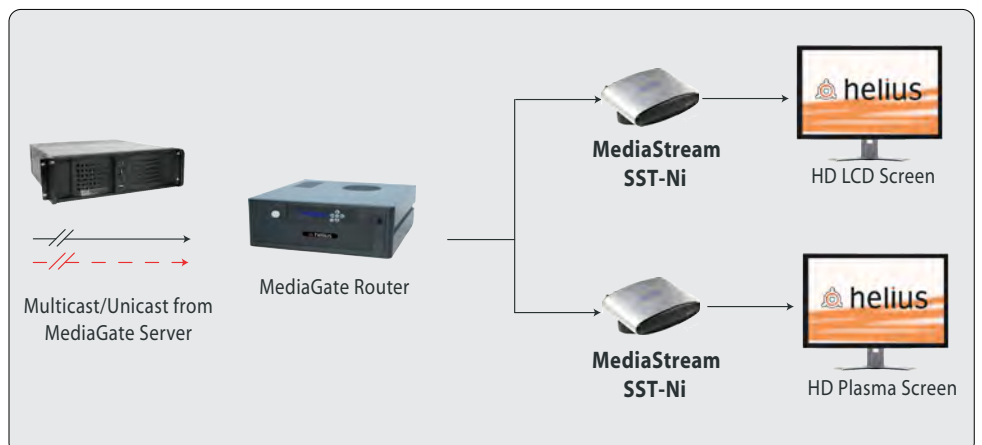 helius
MediaStream
SST-Ni
HD LCD Screen
helius
MediaGate Router
Multicast/Unicast from
MediaGate Server
helius
MediaStream
SST-Ni
HD Plasma Screen